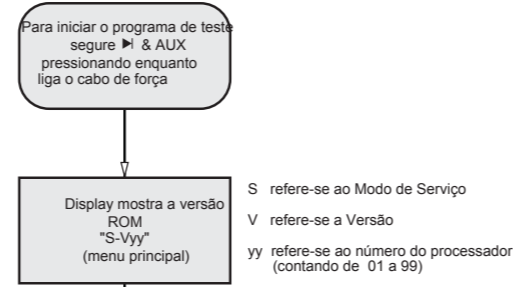 Para iniciar o programa de teste
segure ▶| & AUX
pressionando enquanto
liga o cabo de força
Display mostra a versão
ROM
"S-Vyy"
(menu principal)
S refere-se ao Modo de Serviço
V refere-se a Versão
yy refere-se ao número do processador
(contando de 01 a 99)